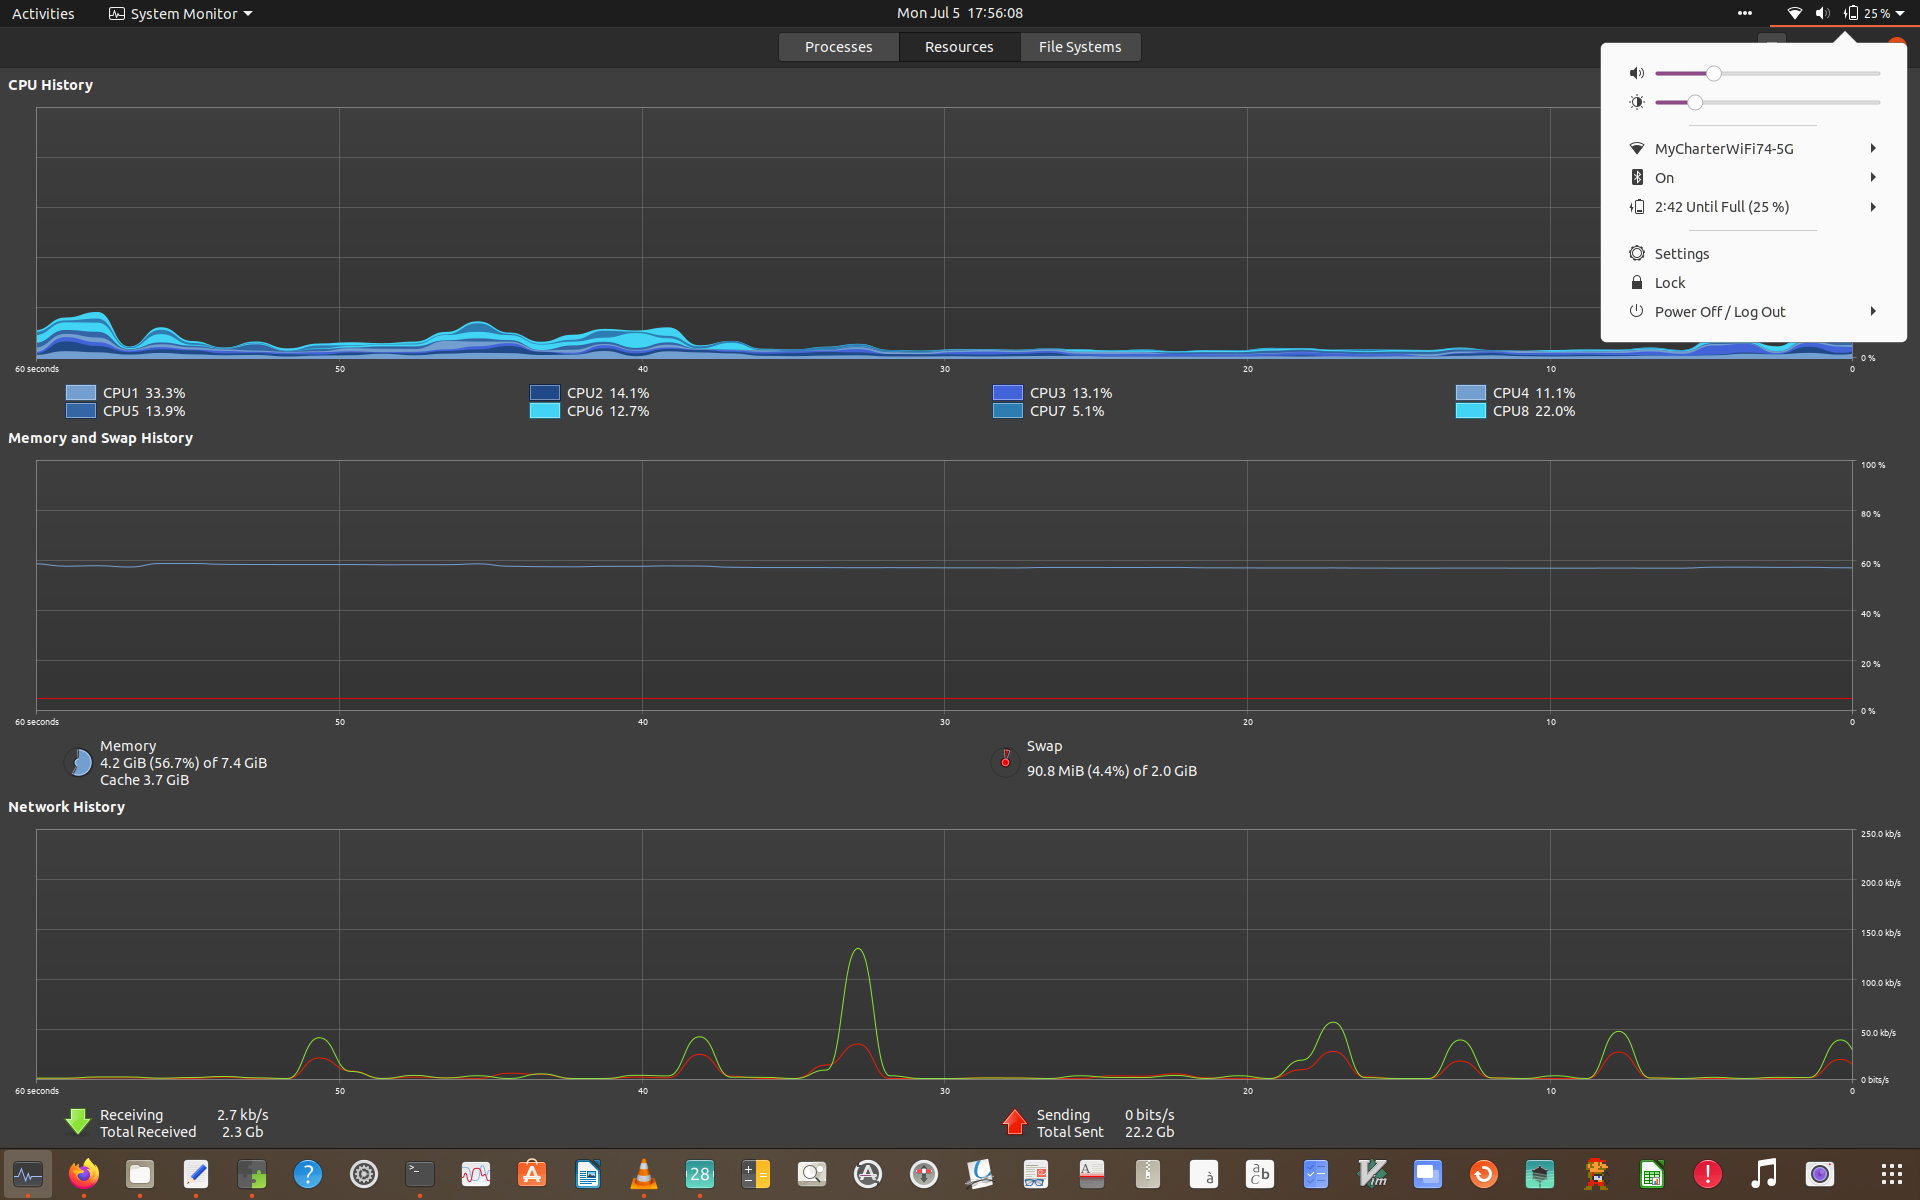 Activities
System Monitor
Mon Jul 5 17:56:08
25 %
Processes
Resources
File Systems
CPU History
MyCharterWiFi74-5G
On
2:42 Until Full (25 %)
Settings
Lock
Power Off / Log Out
0 %
60 seconds
50
40
30
20
10
0
CPU1 33.3%
CPU2 14.1%
CPU3 13.1%
CPU4 11.1%
CPU5 13.9%
CPU6 12.7%
CPU7 5.1%
CPU8 22.0%
Memory and Swap History
100 %
80 %
60 %
40 %
20 %
0 %
60 seconds
50
40
30
20
10
0
Memory
4.2 GiB (56.7%) of 7.4 GiB
Cache 3.7 GiB
Swap
90.8 MiB (4.4%) of 2.0 GiB
Network History
250.0 kb/s
200.0 kb/s
150.0 kb/s
100.0 kb/s
50.0 kb/s
0 bits/s
60 seconds
50
40
30
20
10
0
Receiving 2.7 kb/s
Total Received 2.3 Gb
Sending 0 bits/s
Total Sent 22.2 Gb
?
>_
A
28
A
à
a b c
Vim
!